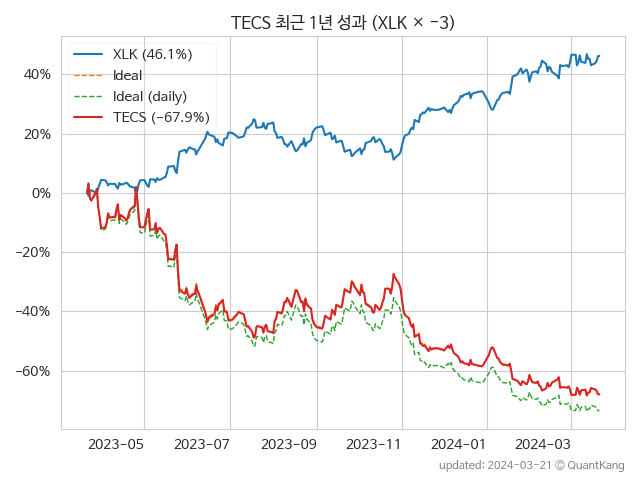 TECS 최근 1년 성과 (XLK × −3)
XLK (46.1%)
Ideal
Ideal (daily)
TECS (−67.9%)
40%
20%
0%
−20%
−40%
−60%
2023−05
2023−07
2023−09
2023−11
2024−01
2024−03
updated: 2024−03−21 © QuantKang